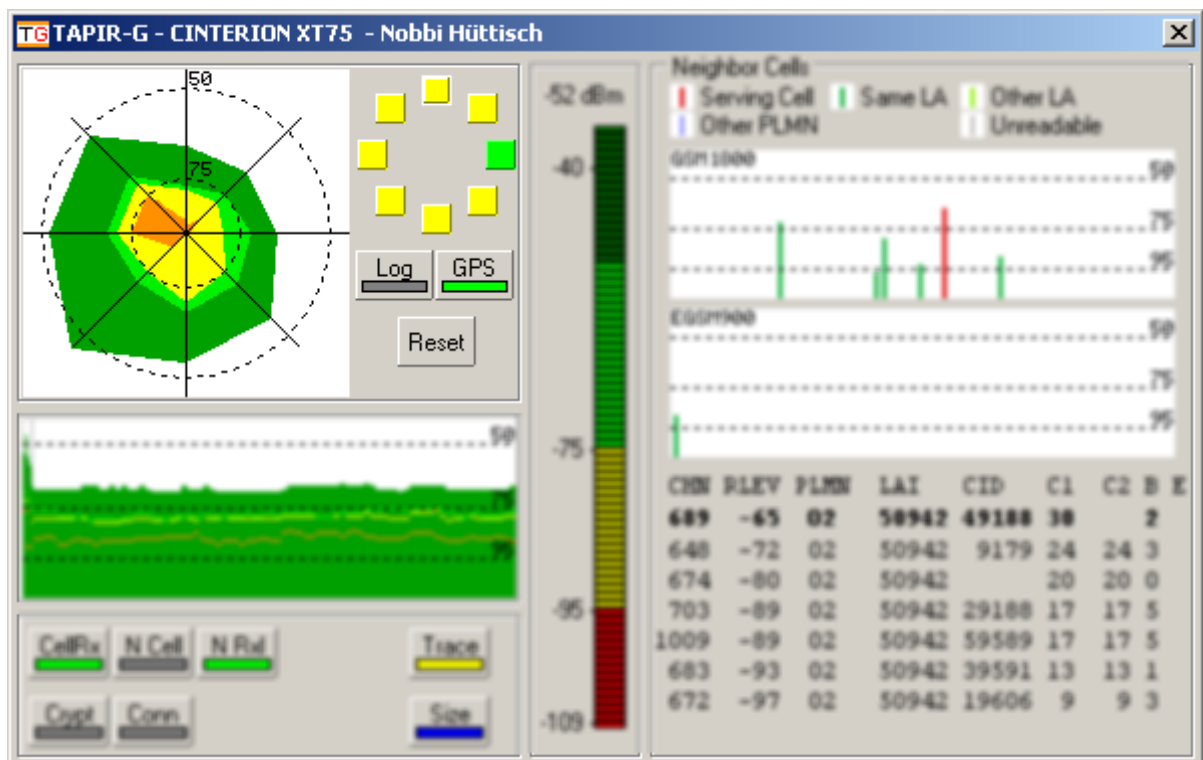 TG TAPIR-G - CINTERION XT75 - Nobbi Hüttisch
50
75
Log GPS
Reset
50
75
95
CellRx N Cell N Rxl Trace
Crypt Conn Size
-52 dBm
-40
-75
-95
-109
Neighbor Cells
Serving Cell Same LA Other LA
Other PLMN Unreadable
GSM1800
50
75
95
EGSM900
50
75
95
CHN RLEV PLMN LAI CID C1 C2 B E
689 -65 02 50942 49188 30 2
648 -72 02 50942 9179 24 24 3
674 -80 02 50942 20 20 0
703 -89 02 50942 29188 17 17 5
1009 -89 02 50942 59589 17 17 5
683 -93 02 50942 39591 13 13 1
672 -97 02 50942 19606 9 9 3